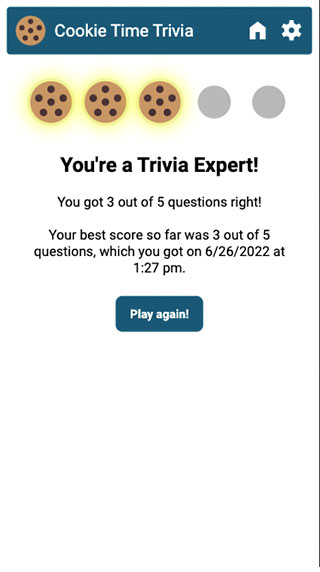 Cookie Time Trivia
You're a Trivia Expert!
You got 3 out of 5 questions right!
Your best score so far was 3 out of 5
questions, which you got on 6/26/2022 at
1:27 pm.
Play again!